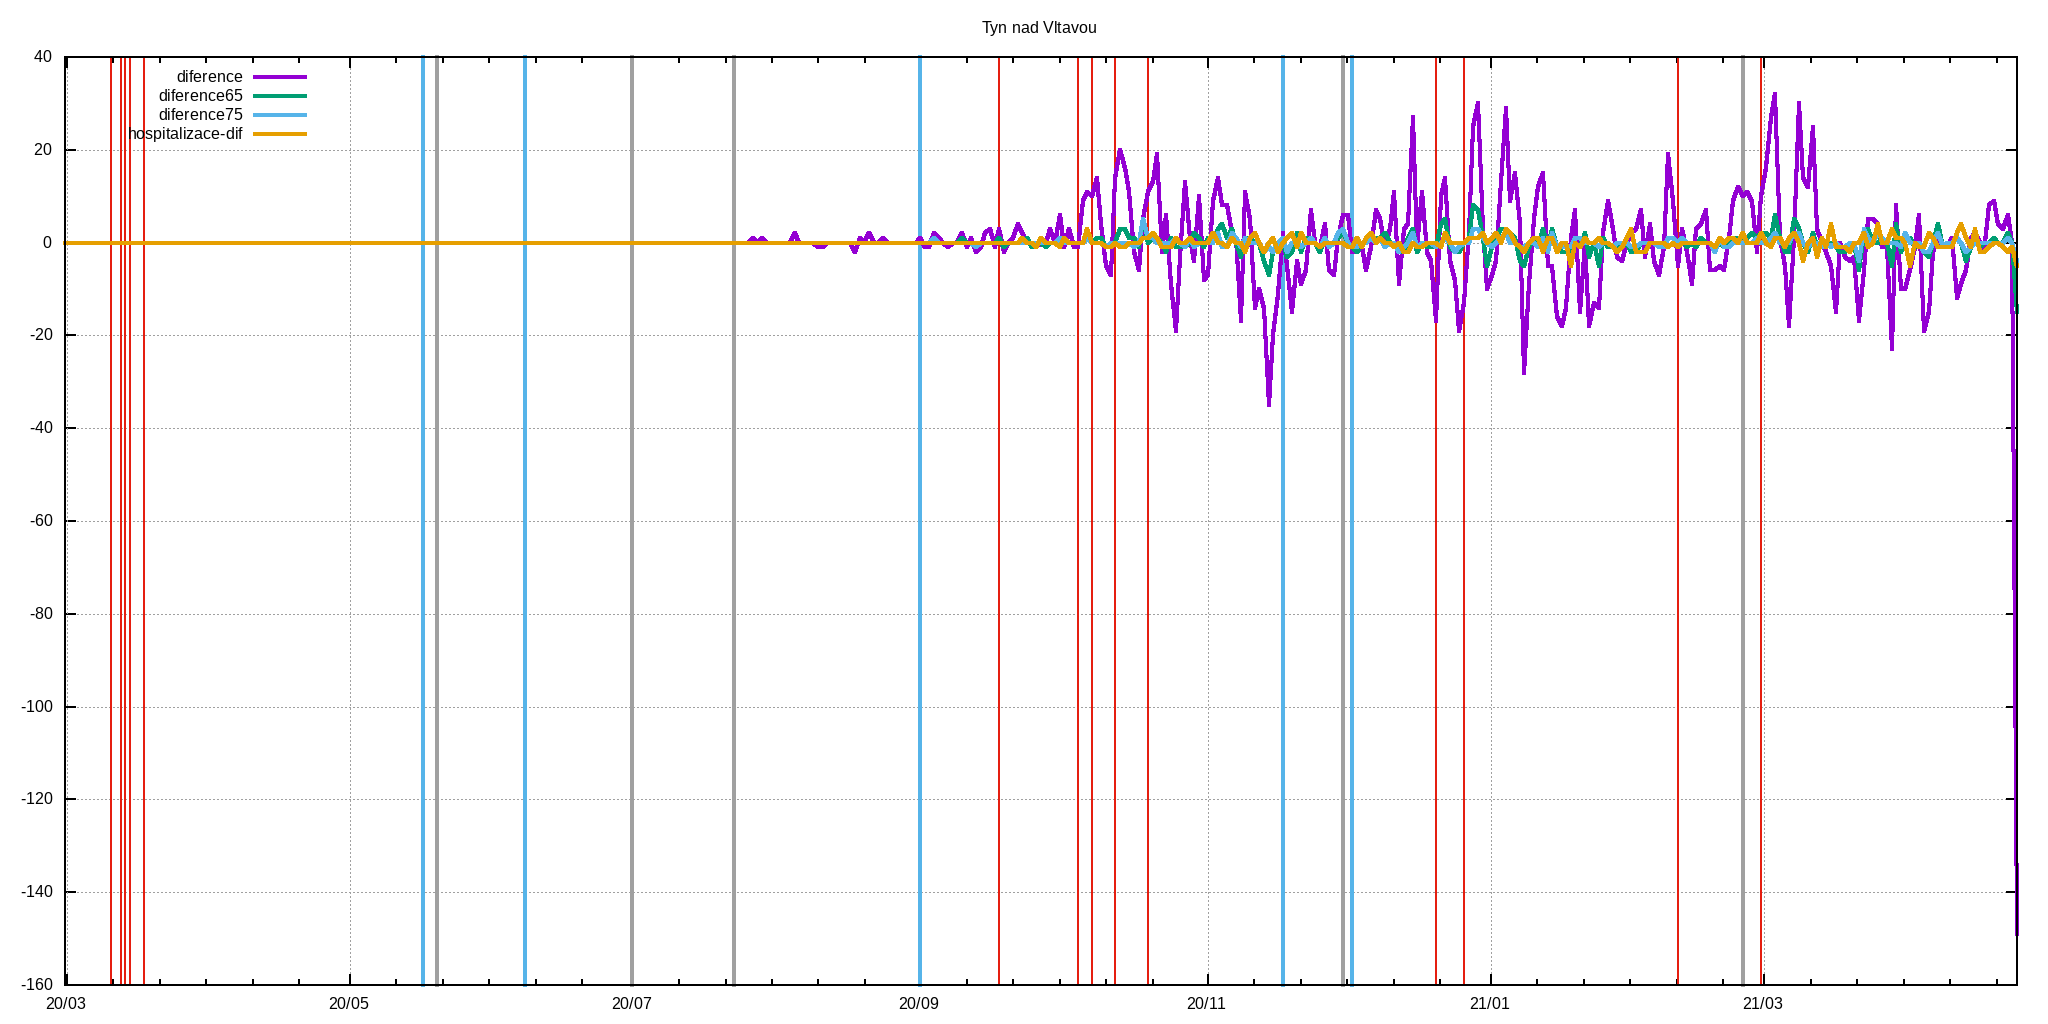 Tyn nad Vltavou
diference
diference65
diference75
hospitalizace-dif
40
20
0
-20
-40
-60
-80
-100
-120
-140
-160
20/03 20/05 20/07 20/09 20/11 21/01 21/03